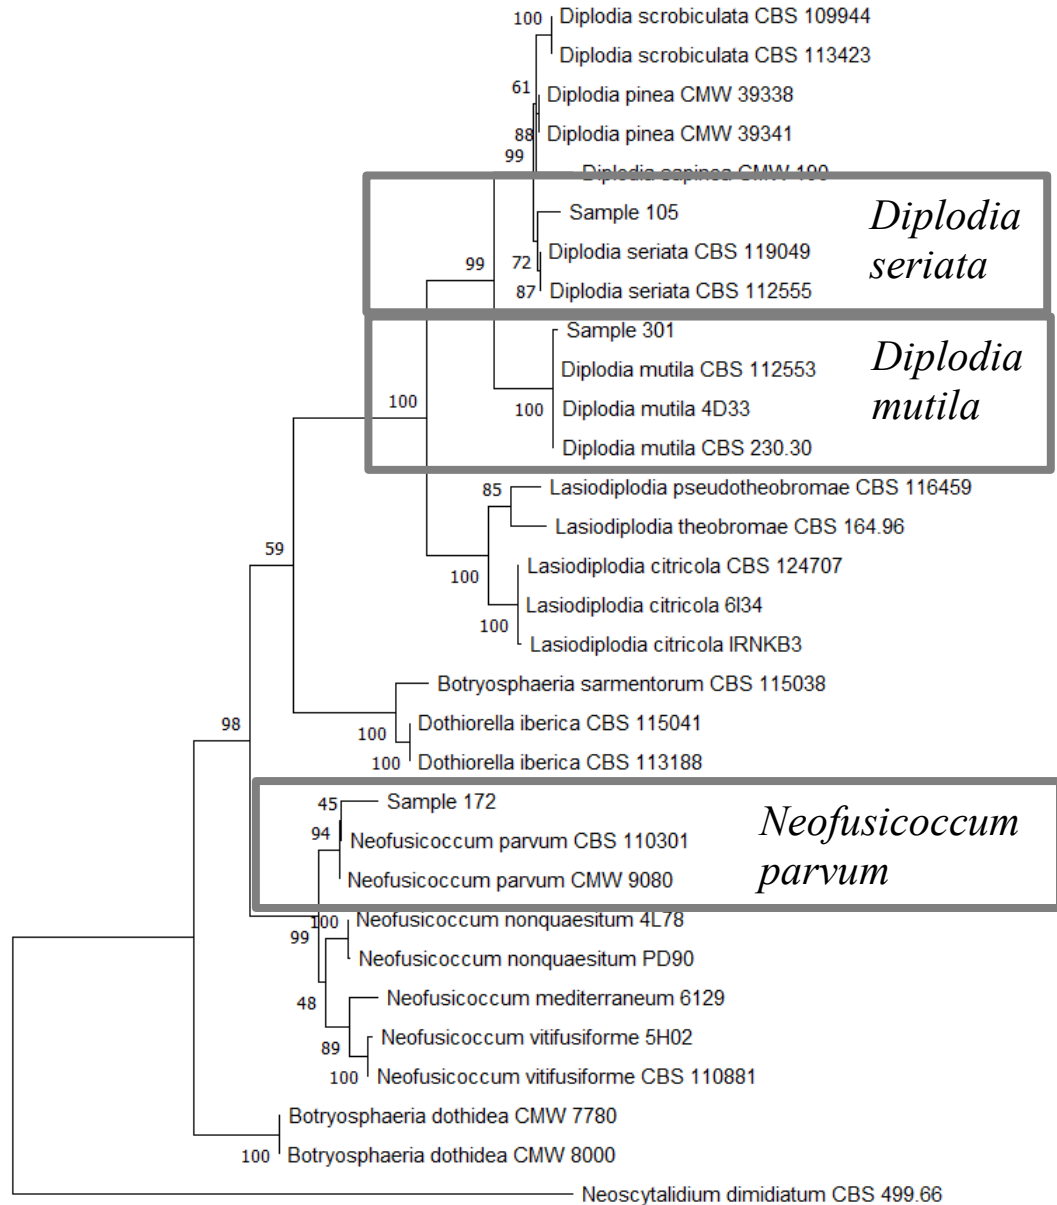 100 Diplodia scrobiculata CBS 109944
Diplodia scrobiculata CBS 113423
61
Diplodia pinea CMW 39338
88 Diplodia pinea CMW 39341
99
Diplodia sapinea CMW 190
Sample 105
Diplodia
seriata
72 Diplodia seriata CBS 119049
99
87 Diplodia seriata CBS 112555
Sample 301
Diplodia
mutila
Diplodia mutila CBS 112553
100
100 Diplodia mutila 4D33
Diplodia mutila CBS 230.30
85 Lasiodiplodia pseudotheobromae CBS 116459
Lasiodiplodia theobromae CBS 164.96
59
100 Lasiodiplodia citricola CBS 124707
Lasiodiplodia citricola 6I34
100
Lasiodiplodia citricola IRNKB3
Botryosphaeria sarmentorum CBS 115038
98
100 Dothiorella iberica CBS 115041
100 Dothiorella iberica CBS 113188
45 Sample 172
Neofusicoccum
parvum
94 Neofusicoccum parvum CBS 110301
Neofusicoccum parvum CMW 9080
100 Neofusicoccum nonquaesitum 4L78
99
Neofusicoccum nonquaesitum PD90
48 Neofusicoccum mediterraneum 6129
Neofusicoccum vitifusiforme 5H02
89
100 Neofusicoccum vitifusiforme CBS 110881
Botryosphaeria dothidea CMW 7780
100 Botryosphaeria dothidea CMW 8000
Neoscytalidium dimidiatum CBS 499.66